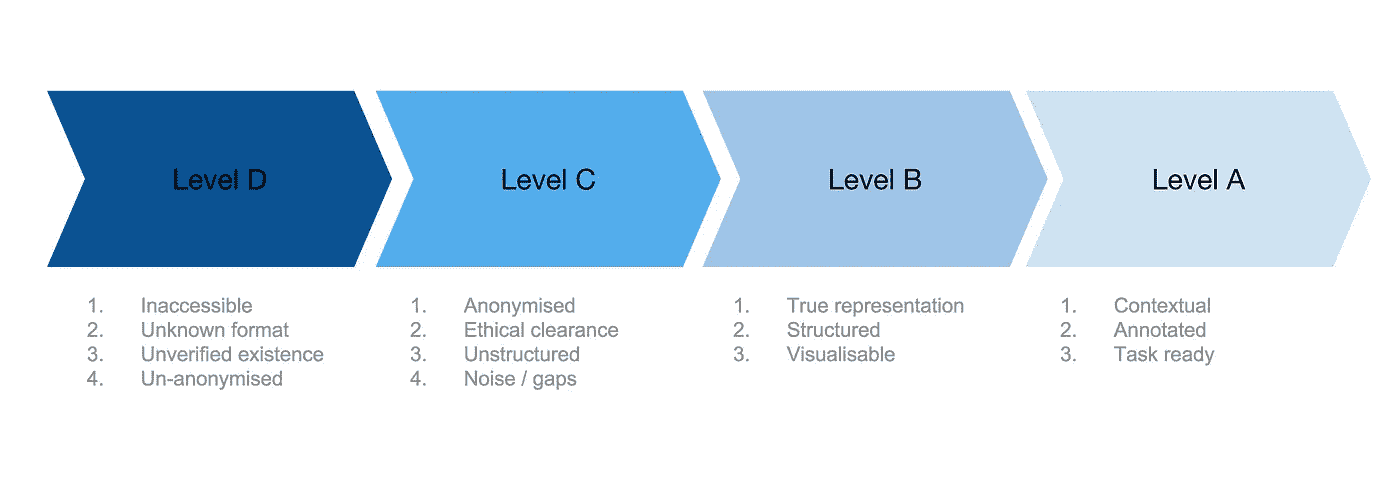 Level D
Level C
Level B
Level A
1. Inaccessible
2. Unknown format
3. Unverified existence
4. Un-anonymised
1. Anonymised
2. Ethical clearance
3. Unstructured
4. Noise / gaps
1. True representation
2. Structured
3. Visualisable
1. Contextual
2. Annotated
3. Task ready